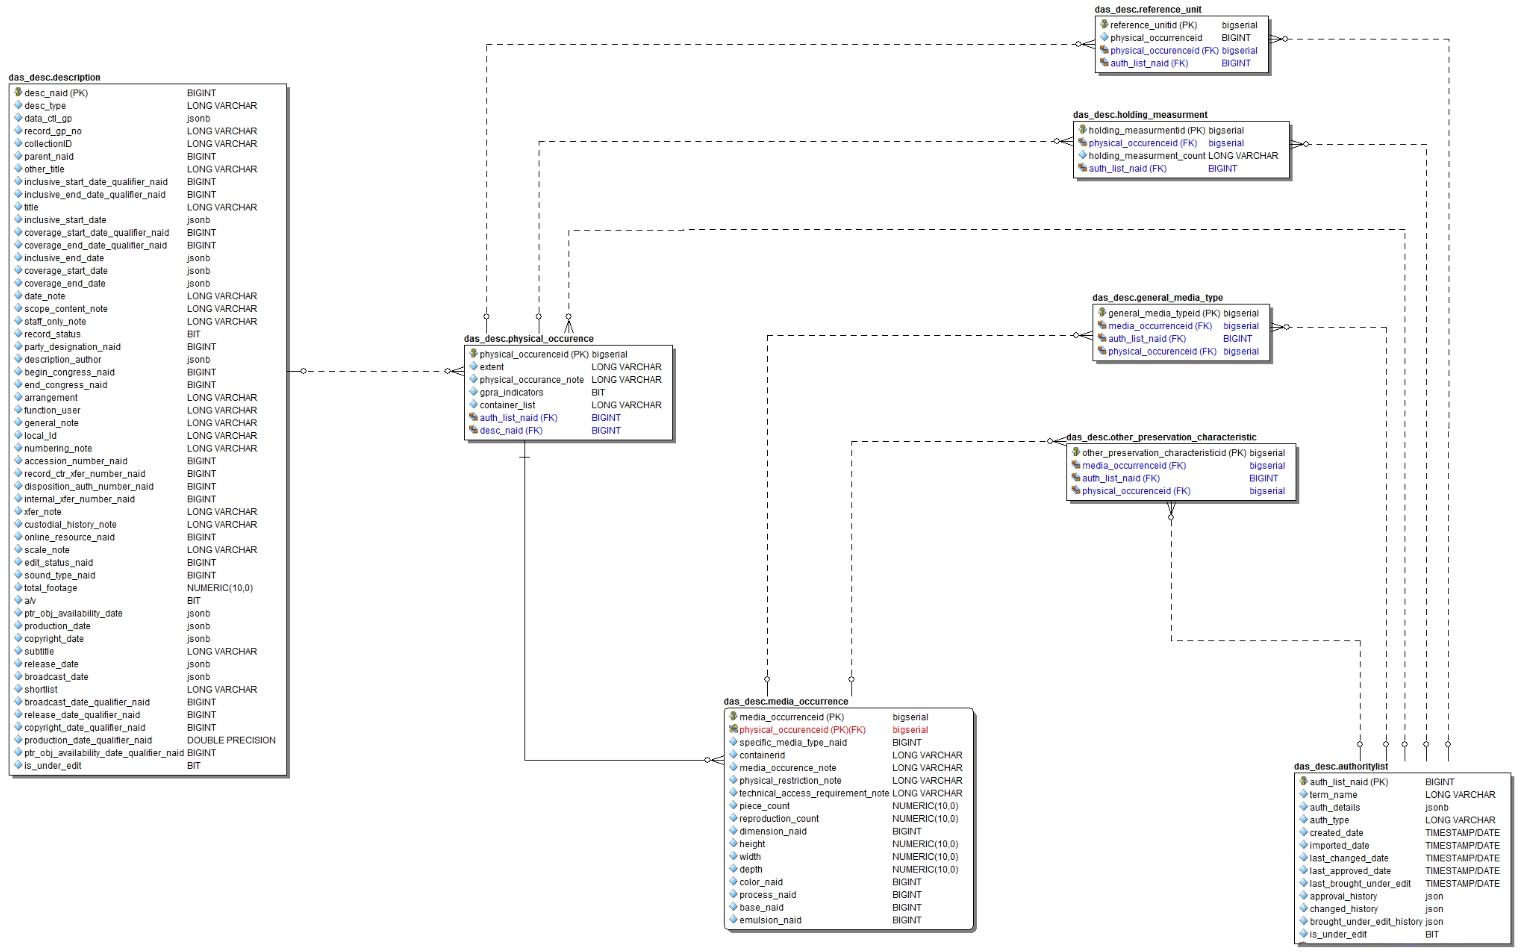 das_desc.description
desc_naid (PK) BIGINT
desc_type LONG VARCHAR
data_ctl_gp jsonb
record_gp_no LONG VARCHAR
collectionID LONG VARCHAR
parent_naid BIGINT
other_title LONG VARCHAR
inclusive_start_date_qualifier_naid BIGINT
inclusive_end_date_qualifier_naid BIGINT
title LONG VARCHAR
inclusive_start_date jsonb
coverage_start_date_qualifier_naid BIGINT
coverage_end_date_qualifier_naid BIGINT
inclusive_end_date jsonb
coverage_start_date jsonb
coverage_end_date jsonb
date_note LONG VARCHAR
scope_content_note LONG VARCHAR
staff_only_note LONG VARCHAR
record_status BIT
party_designation_naid BIGINT
description_author jsonb
begin_congress_naid BIGINT
end_congress_naid BIGINT
arrangement LONG VARCHAR
function_user LONG VARCHAR
general_note LONG VARCHAR
local_Id LONG VARCHAR
numbering_note LONG VARCHAR
accession_number_naid BIGINT
record_ctr_xfer_number_naid BIGINT
disposition_auth_number_naid BIGINT
internal_xfer_number_naid BIGINT
xfer_note LONG VARCHAR
custodial_history_note LONG VARCHAR
online_resource_naid BIGINT
scale_note LONG VARCHAR
edit_status_naid BIGINT
sound_type_naid BIGINT
total_footage NUMERIC(10,0)
a/v BIT
ptr_obj_availability_date jsonb
production_date jsonb
copyright_date jsonb
subtitle LONG VARCHAR
release_date jsonb
broadcast_date jsonb
shortlist LONG VARCHAR
broadcast_date_qualifier_naid BIGINT
release_date_qualifier_naid BIGINT
copyright_date_qualifier_naid BIGINT
production_date_qualifier_naid DOUBLE PRECISION
ptr_obj_availability_date_qualifier_naid BIGINT
is_under_edit BIT
das_desc.physical_occurence
physical_occurenceid (PK) bigserial
extent LONG VARCHAR
physical_occurance_note LONG VARCHAR
gpra_indicators BIT
container_list LONG VARCHAR
auth_list_naid (FK) BIGINT
desc_naid (FK) BIGINT
das_desc.reference_unit
reference_unitid (PK) bigserial
physical_occurrenceid BIGINT
physical_occurenceid (FK) bigserial
auth_list_naid (FK) BIGINT
das_desc.holding_measurment
holding_measurmentid (PK) bigserial
physical_occurenceid (FK) bigserial
holding_measurment_count LONG VARCHAR
auth_list_naid (FK) BIGINT
das_desc.general_media_type
general_media_typeid (PK) bigserial
media_occurrenceid (FK) bigserial
auth_list_naid (FK) BIGINT
physical_occurenceid (FK) bigserial
das_desc.other_preservation_characteristic
other_preservation_characteristicid (PK) bigserial
media_occurrenceid (FK) bigserial
auth_list_naid (FK) BIGINT
physical_occurenceid (FK) bigserial
das_desc.media_occurrence
media_occurrenceid (PK) bigserial
physical_occurenceid (PK)(FK) bigserial
specific_media_type_naid BIGINT
containerid LONG VARCHAR
media_occurence_note LONG VARCHAR
physical_restriction_note LONG VARCHAR
technical_access_requirement_note LONG VARCHAR
piece_count NUMERIC(10,0)
reproduction_count NUMERIC(10,0)
dimension_naid BIGINT
height NUMERIC(10,0)
width NUMERIC(10,0)
depth NUMERIC(10,0)
color_naid BIGINT
process_naid BIGINT
base_naid BIGINT
emulsion_naid BIGINT
das_desc.authoritylist
auth_list_naid (PK) BIGINT
term_name LONG VARCHAR
auth_details jsonb
auth_type LONG VARCHAR
created_date TIMESTAMP/DATE
imported_date TIMESTAMP/DATE
last_changed_date TIMESTAMP/DATE
last_approved_date TIMESTAMP/DATE
last_brought_under_edit TIMESTAMP/DATE
approval_history json
changed_history json
brought_under_edit_history json
is_under_edit BIT